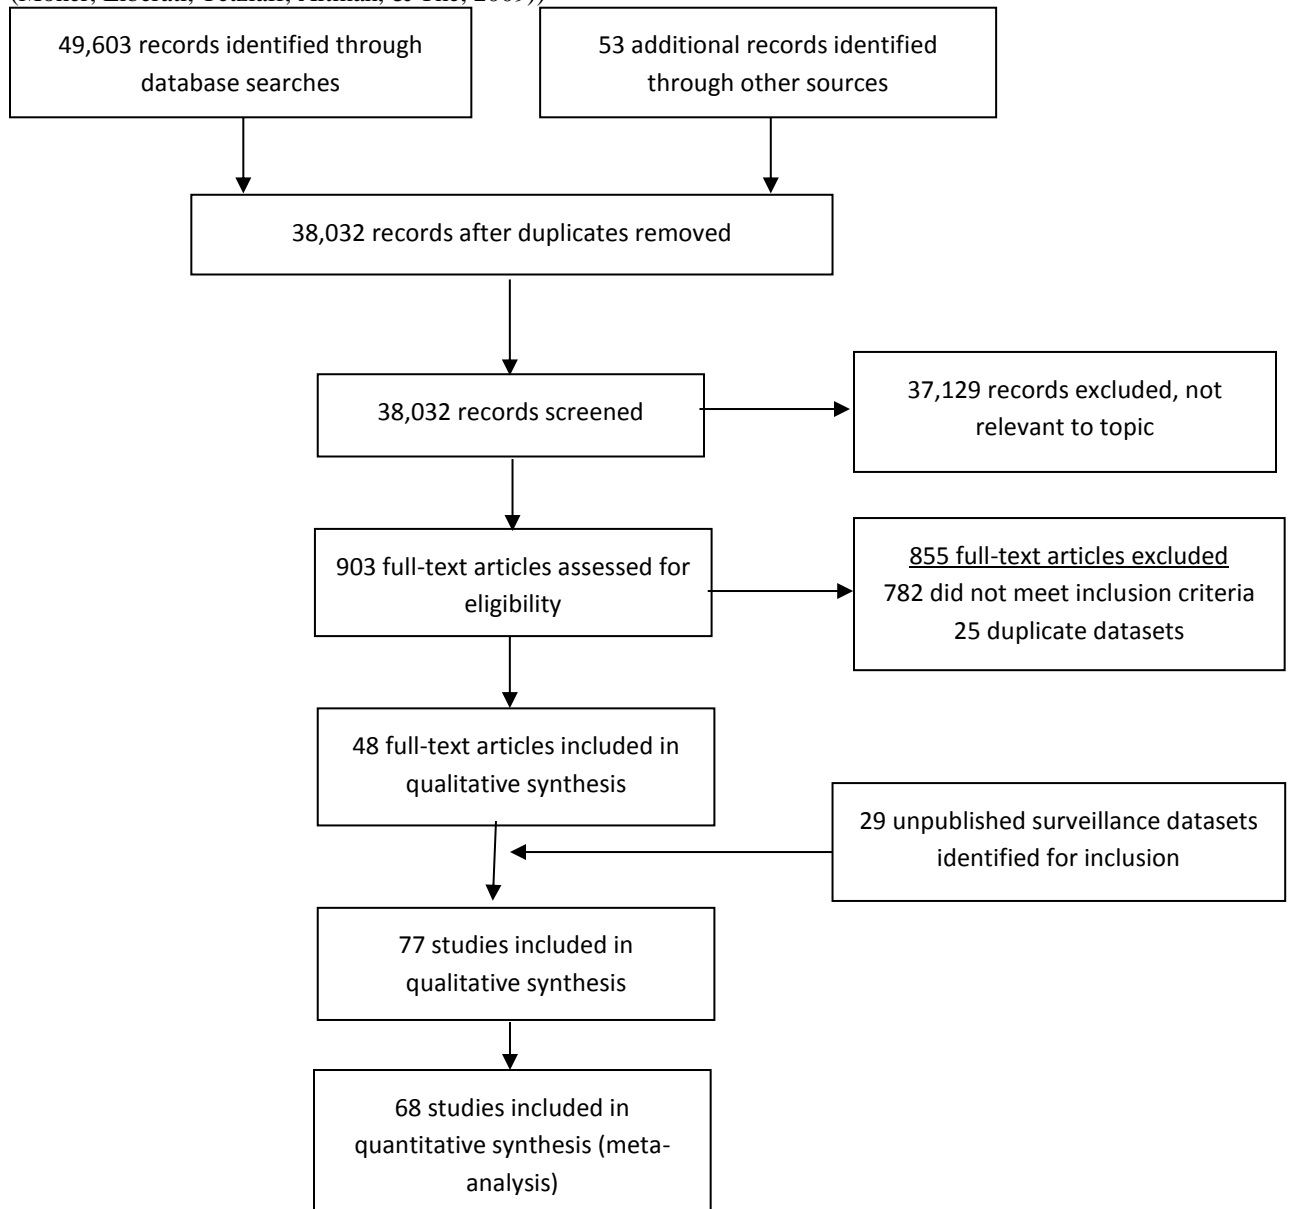 49,603 records identified through
database searches
53 additional records identified
through other sources
38,032 records after duplicates removed
38,032 records screened
37,129 records excluded, not
relevant to topic
903 full-text articles assessed for
eligibility
855 full-text articles excluded
782 did not meet inclusion criteria
25 duplicate datasets
48 full-text articles included in
qualitative synthesis
29 unpublished surveillance datasets
identified for inclusion
77 studies included in
qualitative synthesis
68 studies included in
quantitative synthesis (meta-
analysis)